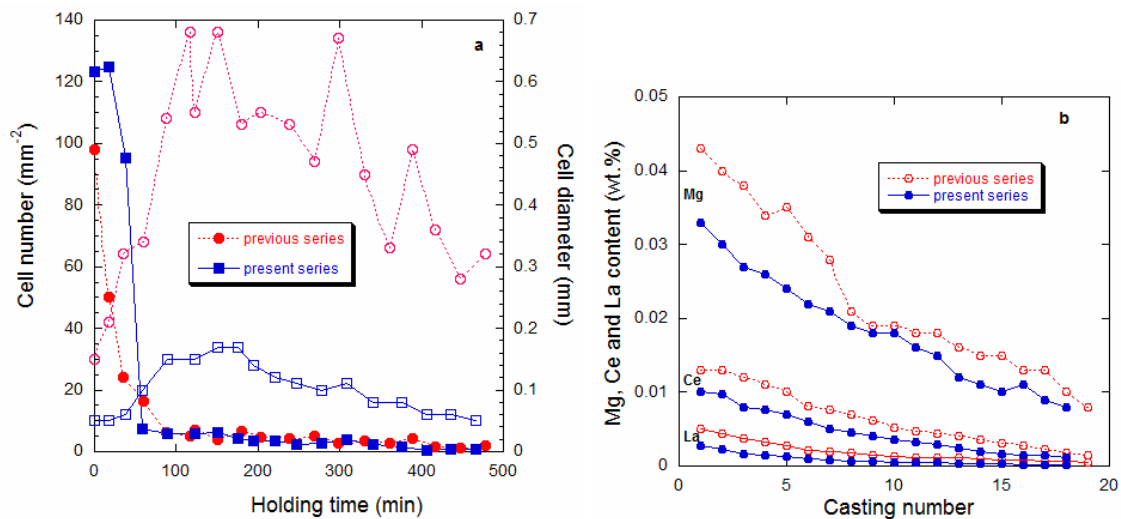 a
Cell number (mm-2)
140
120
100
80
60
40
20
0
0.7
0.6
0.5
0.4
0.3
0.2
0.1
0
Cell diameter (mm)
previous series
present series
0 100 200 300 400 500
Holding time (min)
b
Mg, Ce and La content (wt.%)
0.05
0.04
0.03
0.02
0.01
0
Mg
Ce
La
previous series
present series
0 5 10 15 20
Casting number